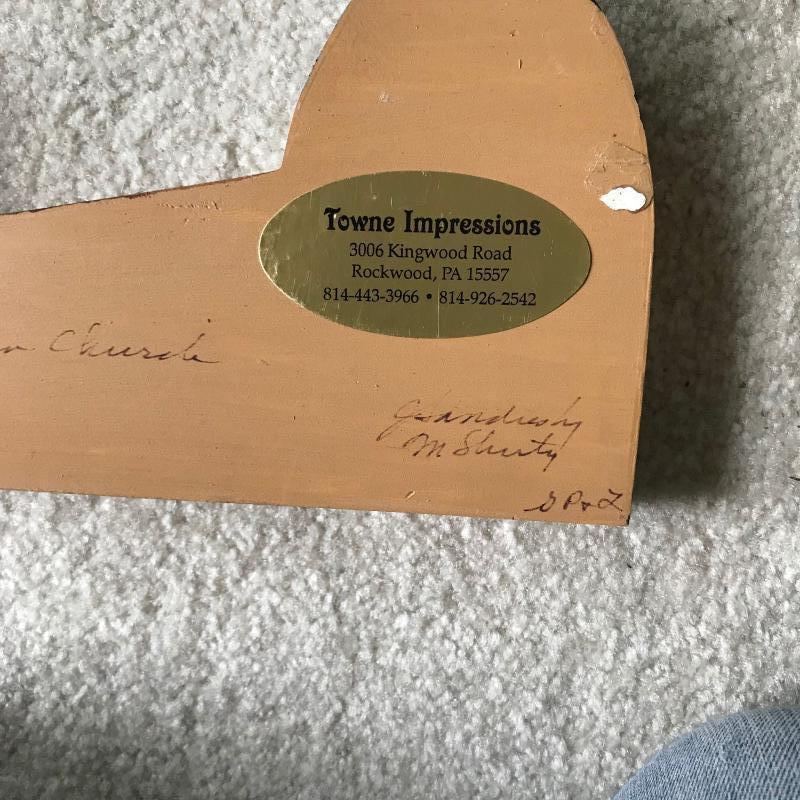 Towne Impressions
3006 Kingwood Road
Rockwood, PA 15557
814-443-3966 • 814-926-2542
Church